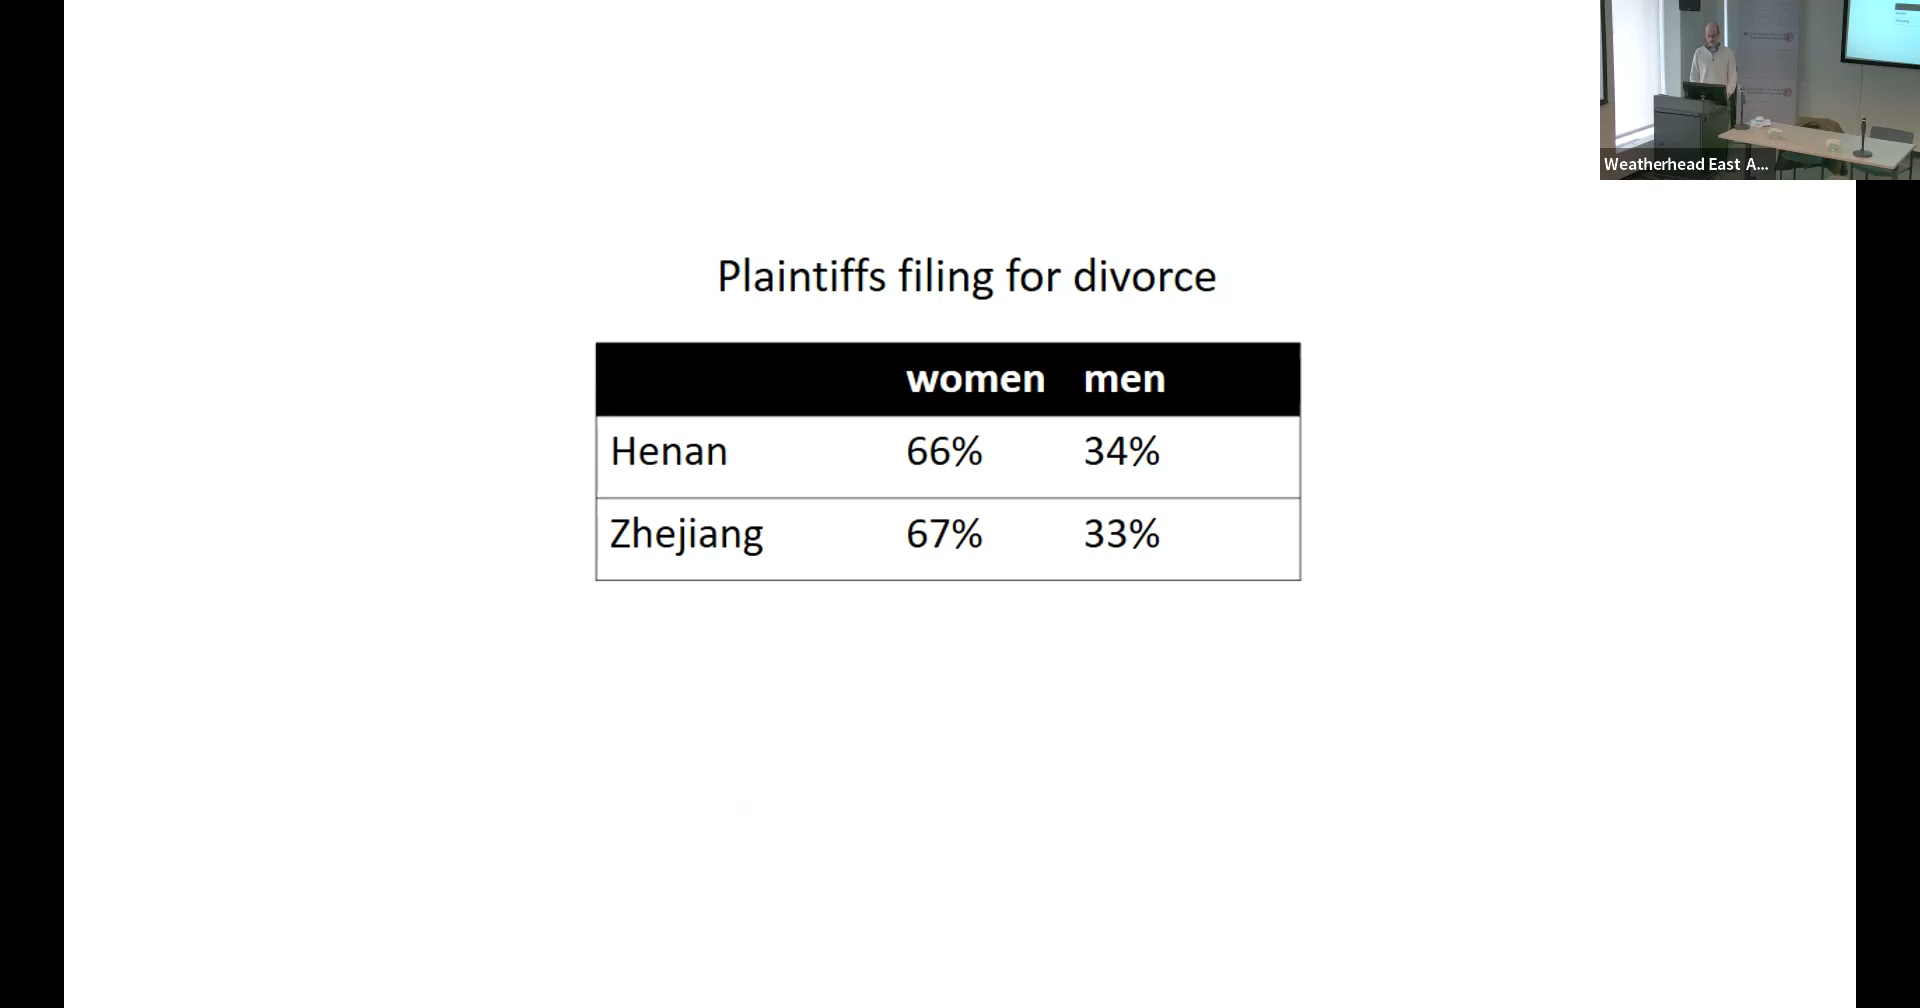 Weatherhead East A...
Plaintiffs filing for divorce
women men
Henan 66% 34%
Zhejiang 67% 33%